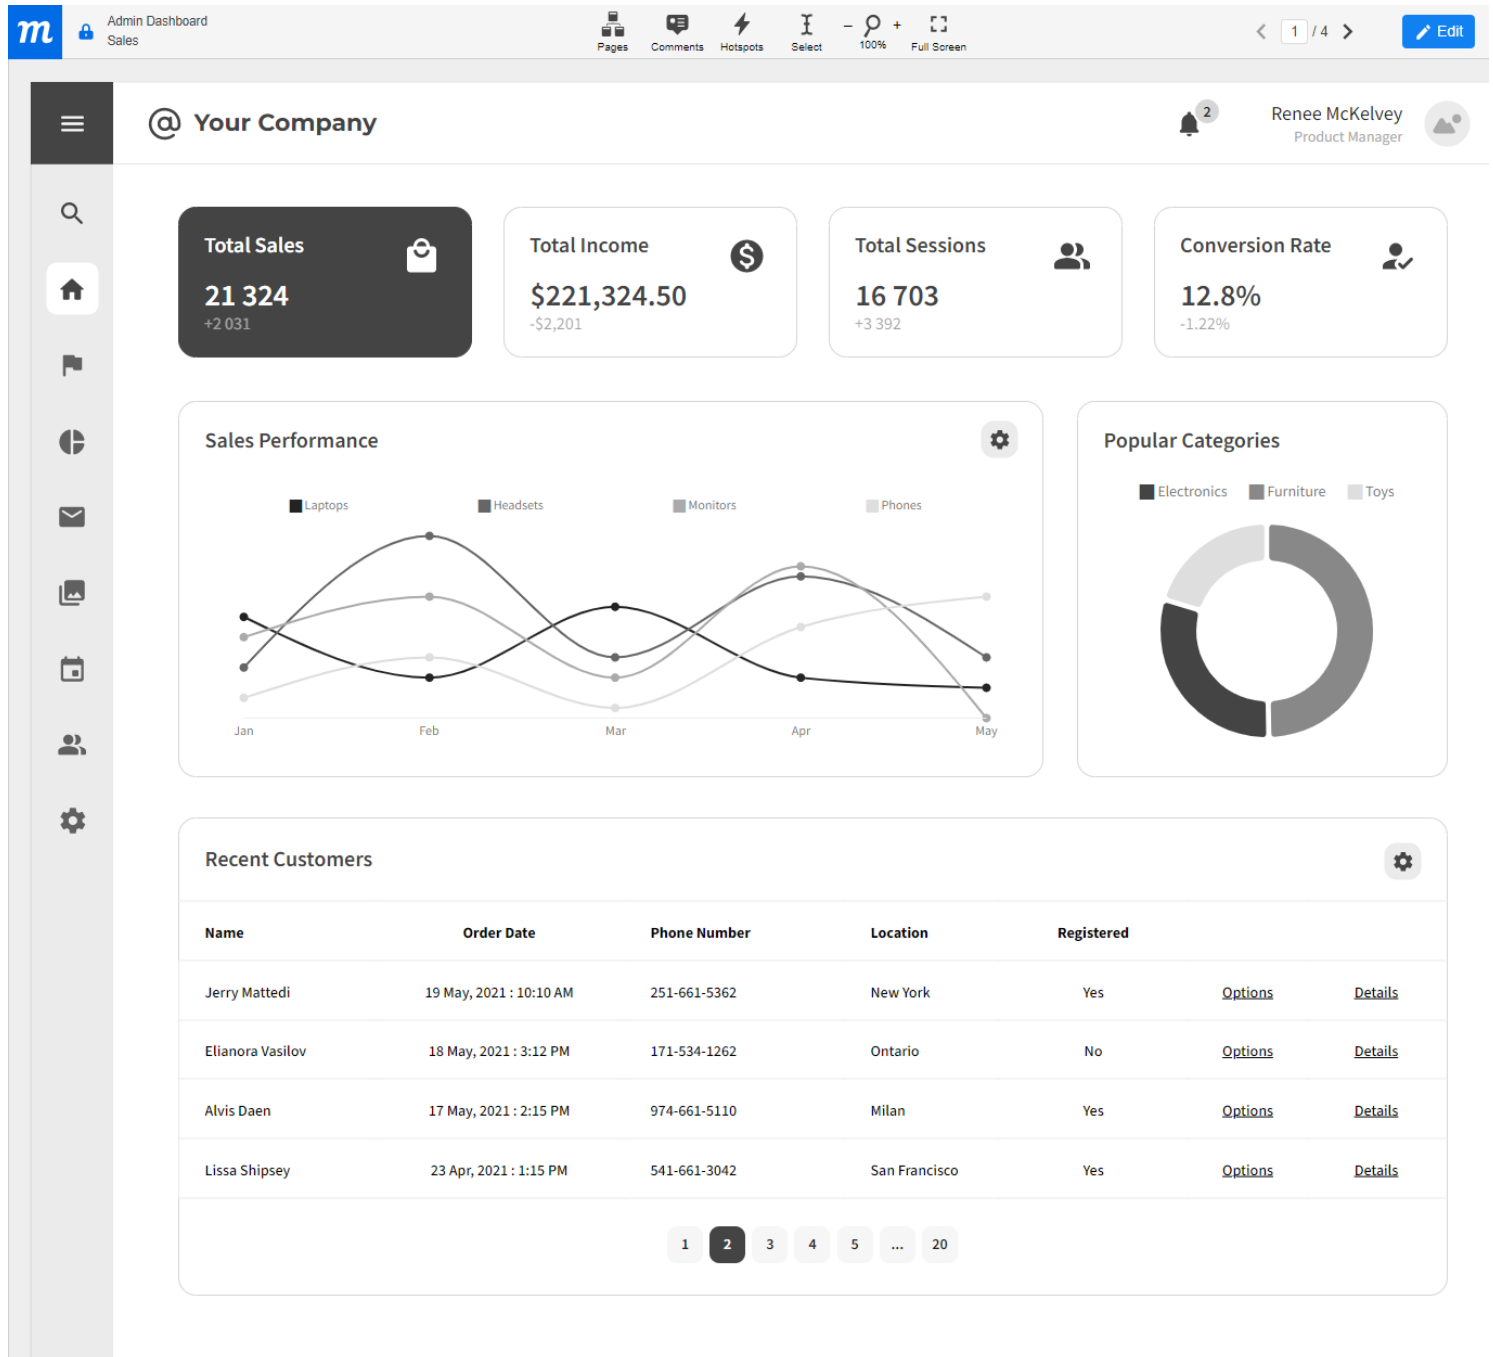 m
Admin Dashboard
Sales
Pages
Comments
Hotspots
Select
− 100% +
Full Screen
1 / 4
Edit
@ Your Company
2
Renee McKelvey
Product Manager
Total Sales
21 324
+2 031
Total Income
$
$221,324.50
-$2,201
Total Sessions
16 703
+3 392
Conversion Rate
12.8%
-1.22%
Sales Performance
Laptops Headsets Monitors Phones
Jan Feb Mar Apr May
Popular Categories
Electronics Furniture Toys
Recent Customers
Name Order Date Phone Number Location Registered
Jerry Mattedi 19 May, 2021 : 10:10 AM 251-661-5362 New York Yes Options Details
Elianora Vasilov 18 May, 2021 : 3:12 PM 171-534-1262 Ontario No Options Details
Alvis Daen 17 May, 2021 : 2:15 PM 974-661-5110 Milan Yes Options Details
Lissa Shipsey 23 Apr, 2021 : 1:15 PM 541-661-3042 San Francisco Yes Options Details
1 2 3 4 5 ... 20